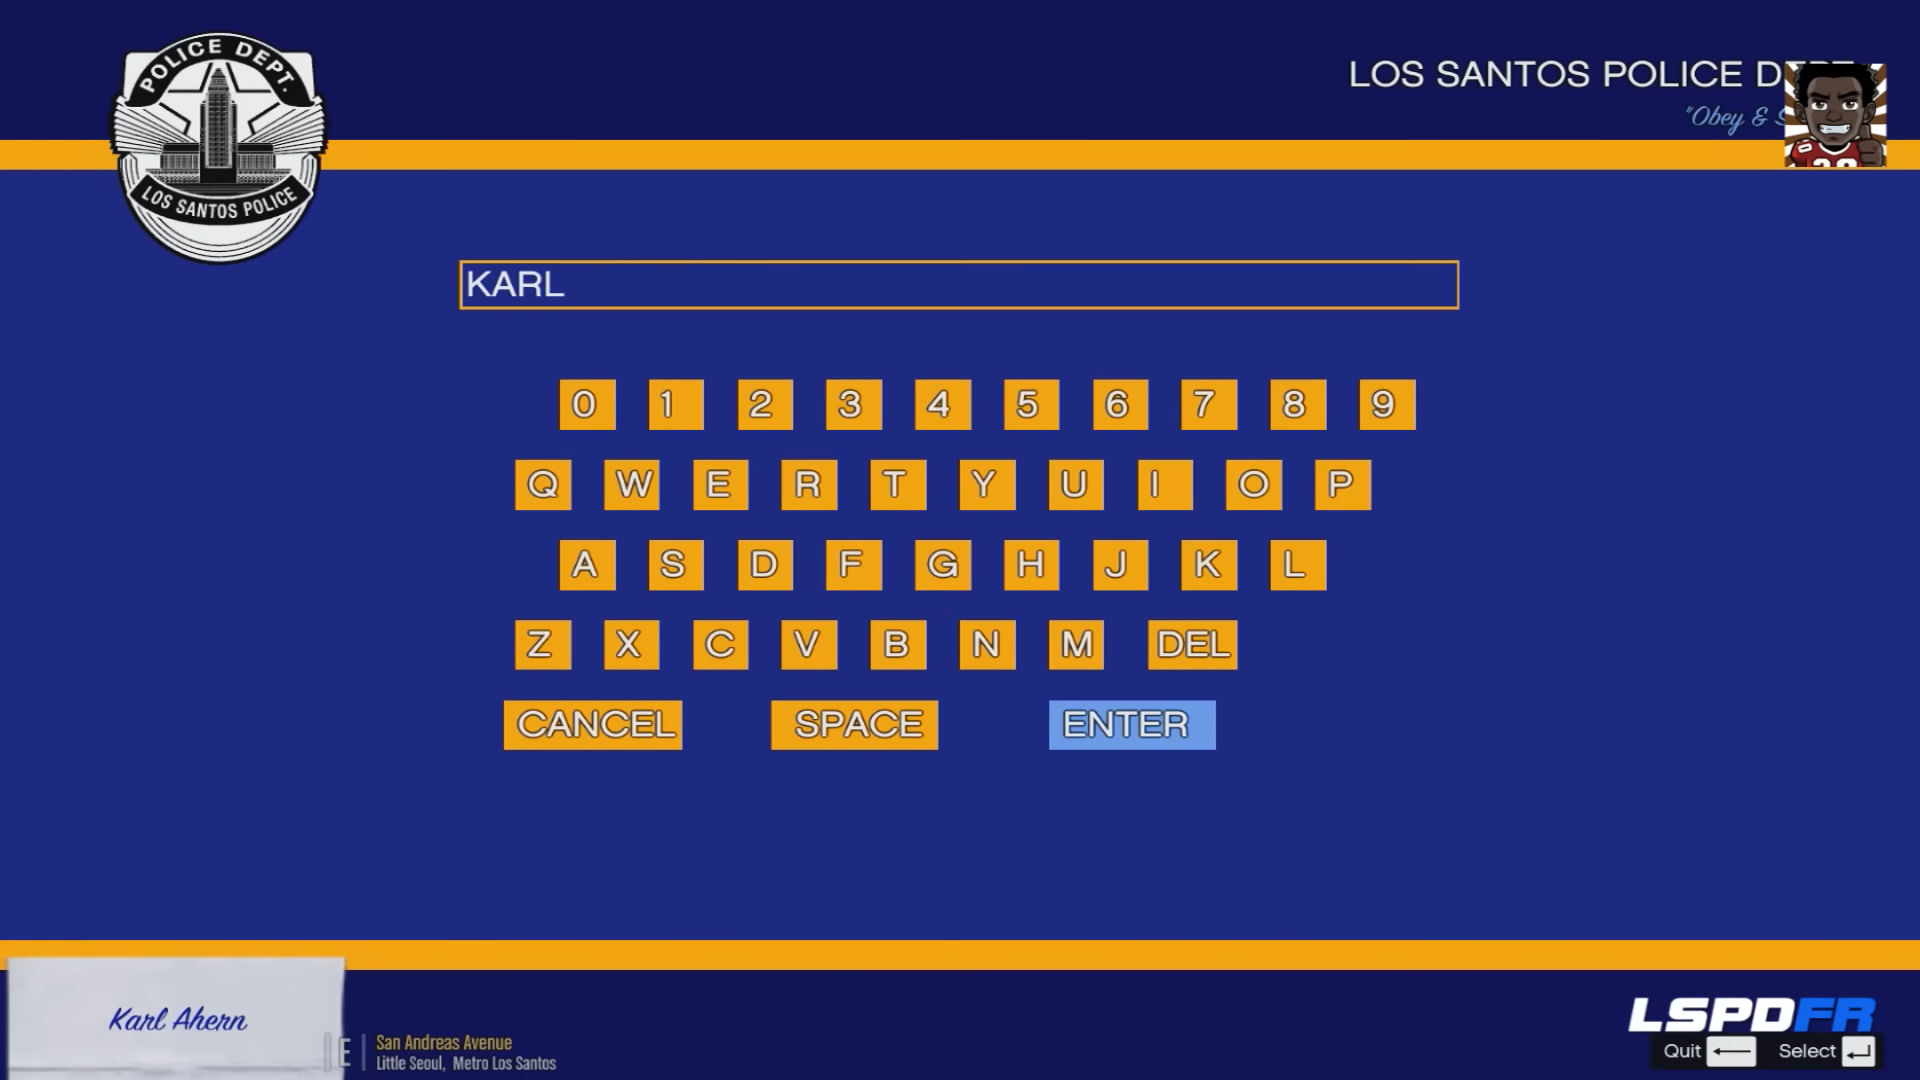 POLICE DEPT.
LOS SANTOS POLICE
LOS SANTOS POLICE
"Obey &
KARL
0 1 2 3 4 5 6 7 8 9
Q W E R T Y U I O P
A S D F G H J K L
Z X C V B N M DEL
CANCEL SPACE ENTER
Karl Ahern
E
San Andreas Avenue
Little Seoul, Metro Los Santos
LSPDFR
Quit Select